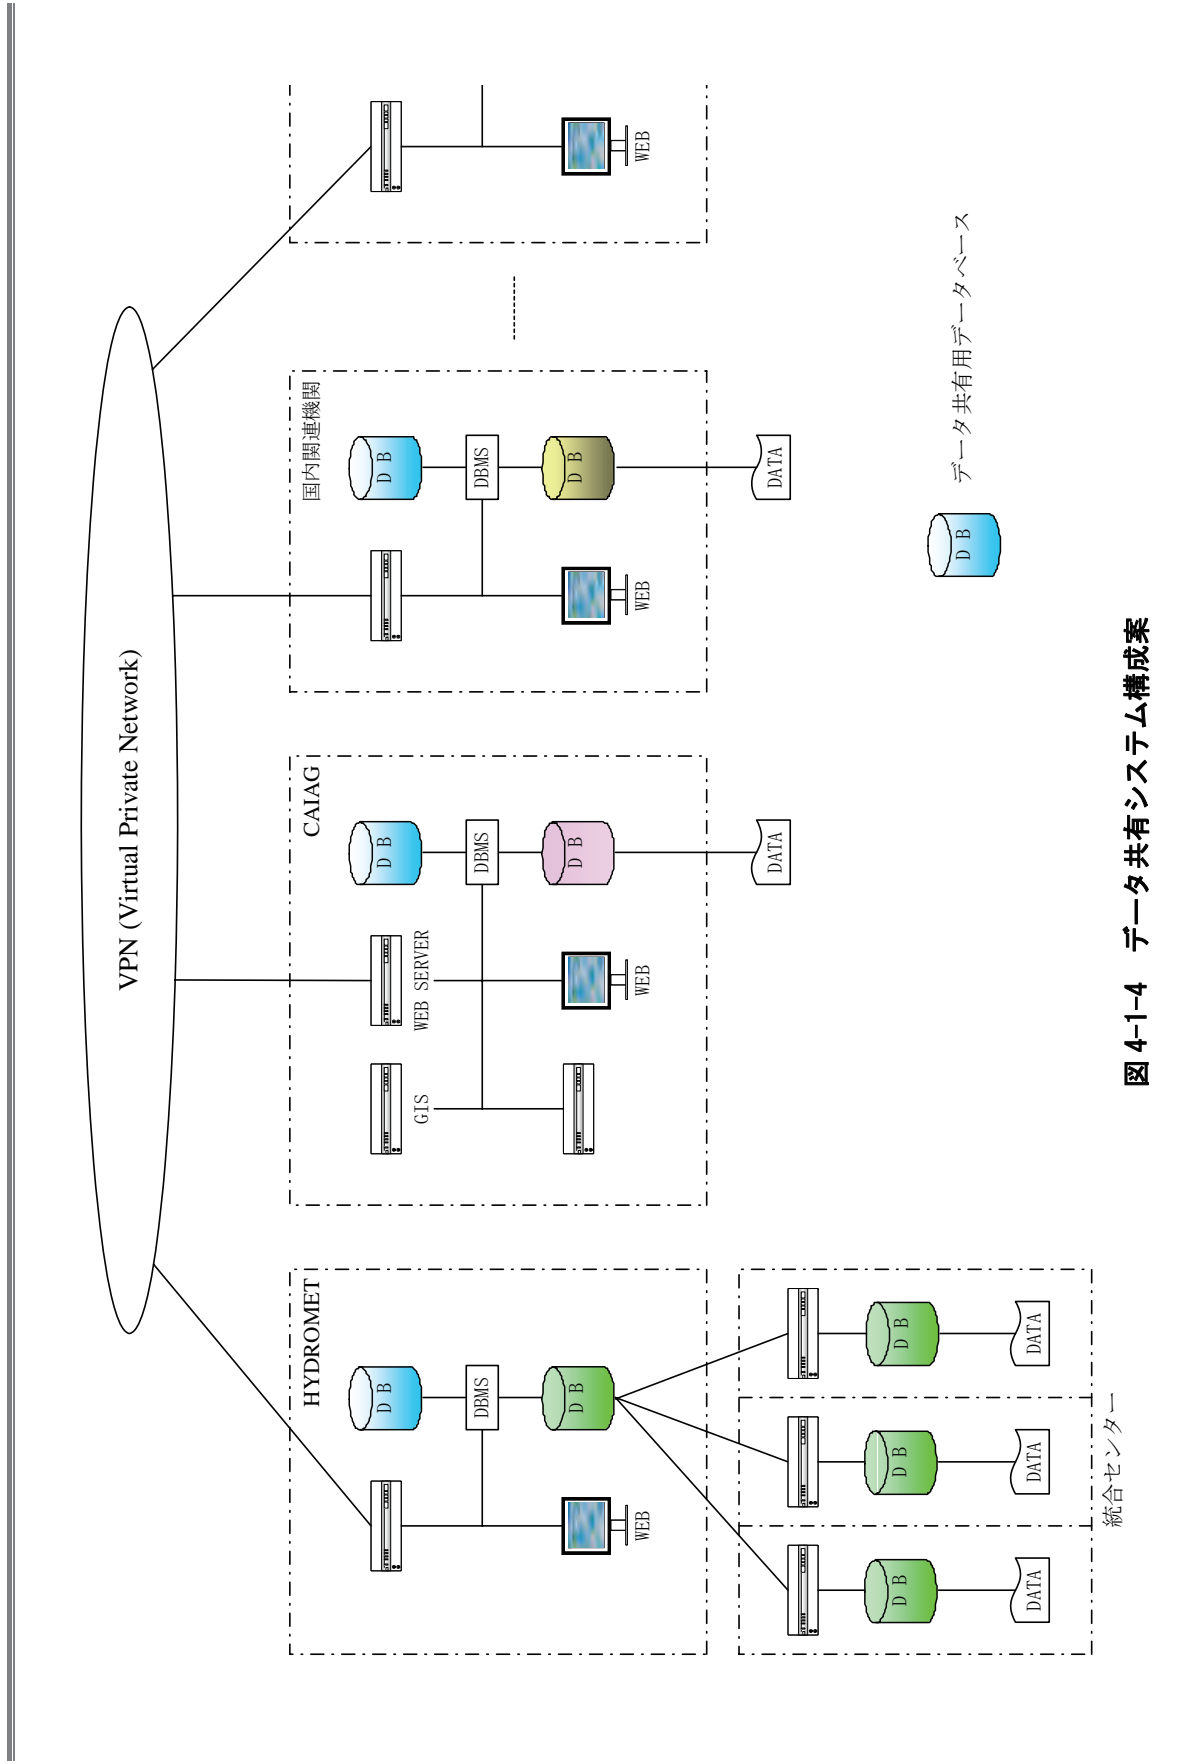 VPN (Virtual Private Network)
HYDROMET
D B
DBMS
D B
WEB
D B
DATA
D B
DATA
D B
DATA
統合センター
CAIAG
GIS
WEB SERVER
D B
DBMS
D B
WEB
DATA
国内関連機関
D B
DBMS
D B
WEB
DATA
WEB
D B
データ共有用データベース
図 4-1-4 データ共有システム構成案